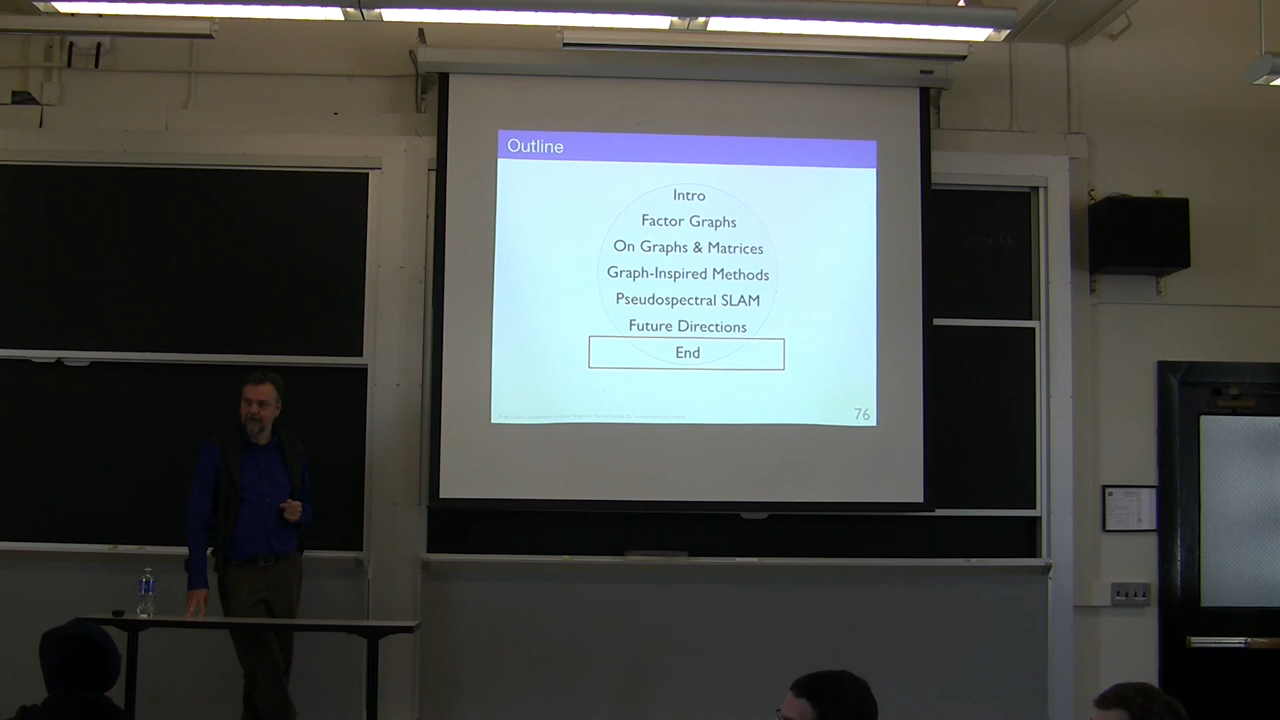 Outline
Intro
Factor Graphs
On Graphs & Matrices
Graph-Inspired Methods
Pseudospectral SLAM
Future Directions
End
76